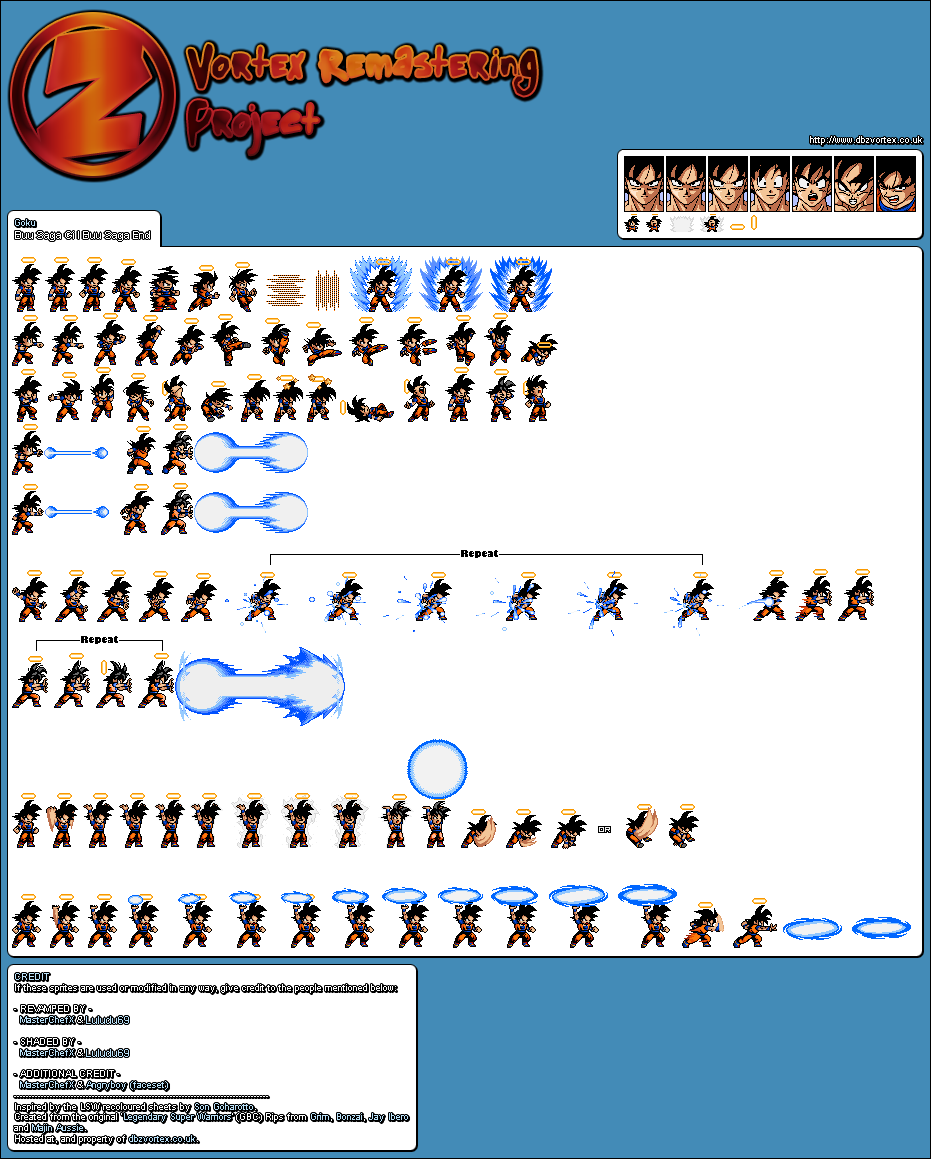 Z
Vortex Remastering
Project
http://www.dbzvortex.co.uk
Goku
Buu Saga Gi | Buu Saga End
Repeat
Repeat
OR
CREDIT
If these sprites are used or modified in any way, give credit to the people mentioned below:
- REVAMPED BY -
MasterChefX & Luludu69
- SHADED BY -
MasterChefX & Luludu69
- ADDITIONAL CREDIT -
MasterChefX & Angryboy (faceset)
Inspired by the LSW recoloured sheets by Son Goharotto.
Created from the original "Legendary Super Warriors" (GBC) Rips from Grim, Bonzai, Jay Ibero
and Majin Aussie.
Hosted at, and property of dbzvortex.co.uk.